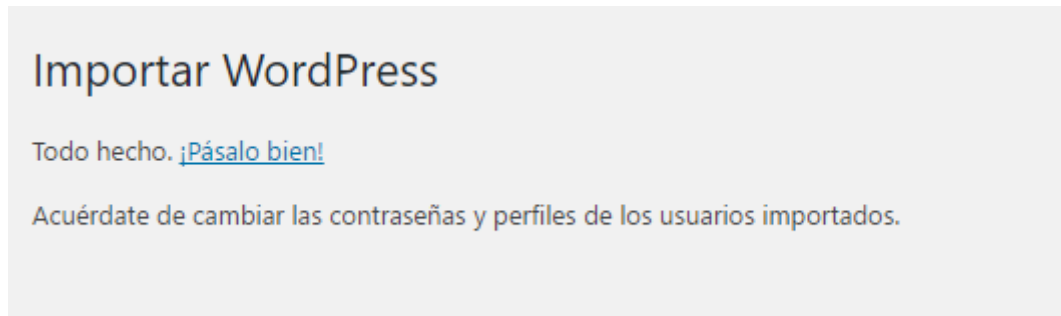 Importar WordPress
Todo hecho. ¡Pásalo bien!
Acuérdate de cambiar las contraseñas y perfiles de los usuarios importados.